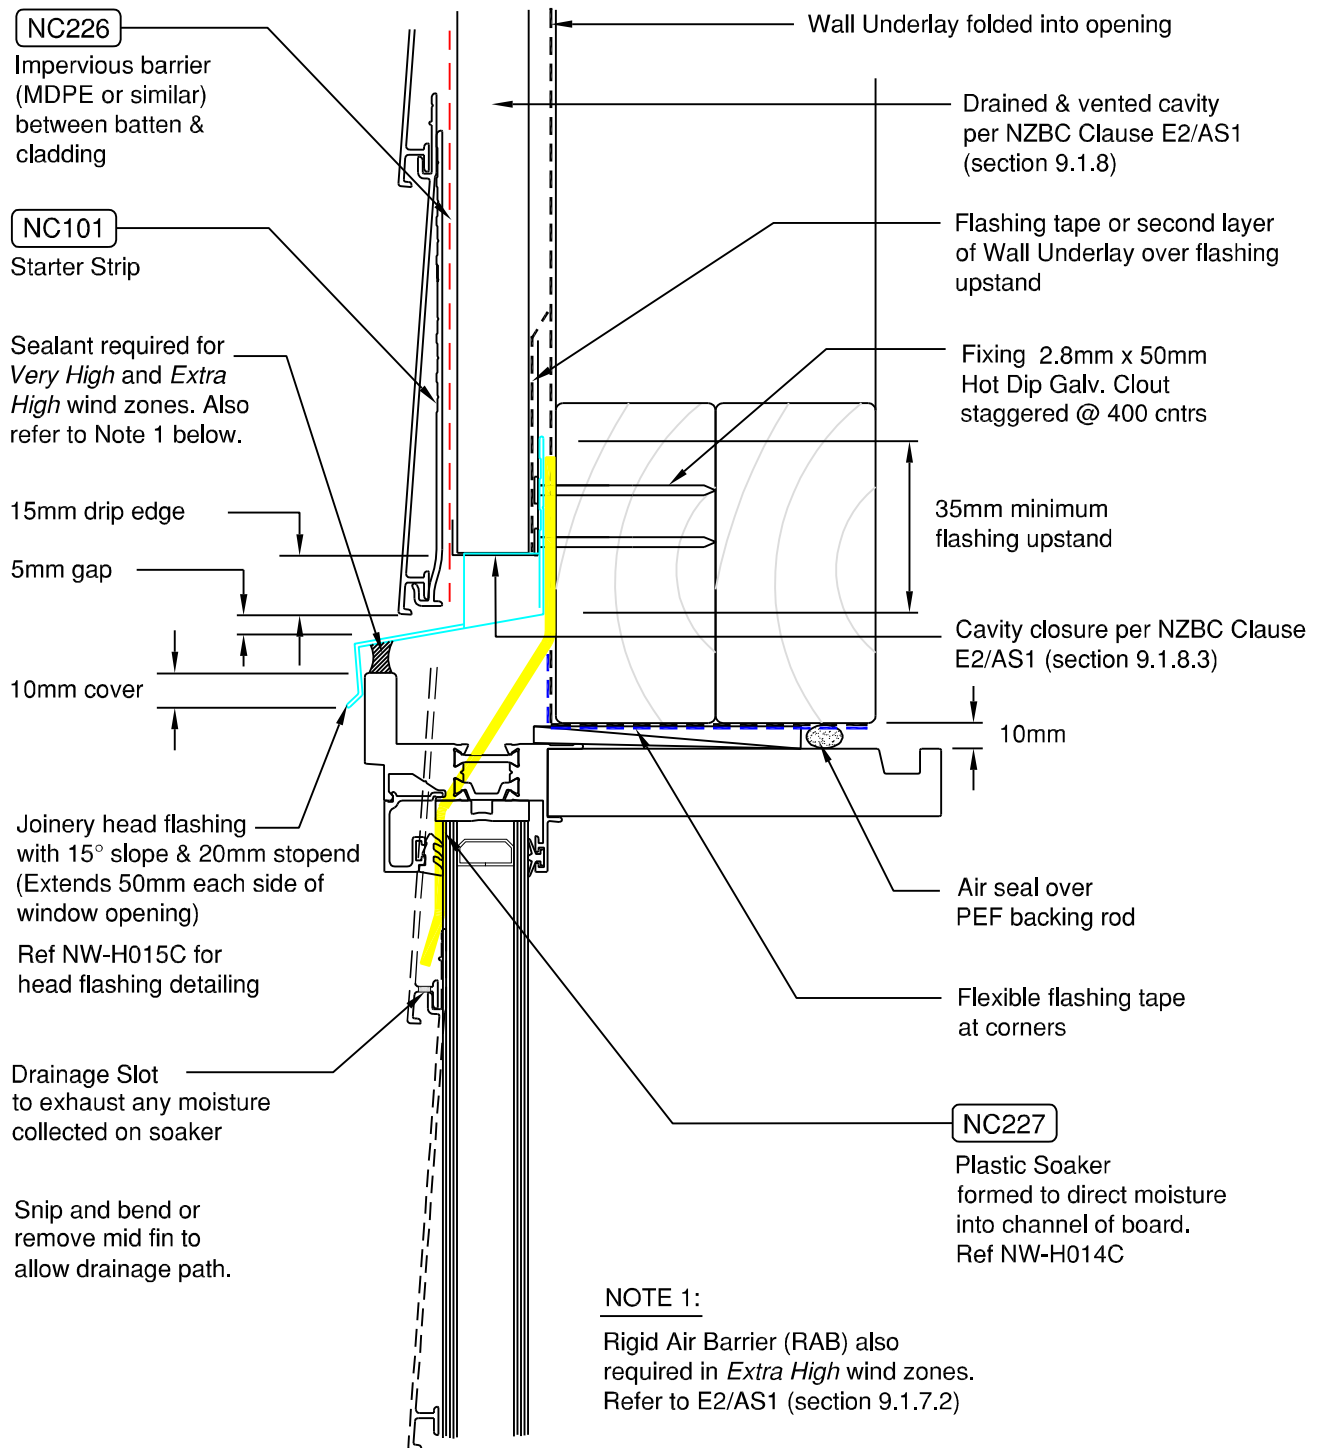 NC226
Impervious barrier
(MDPE or similar)
between batten &
cladding
NC101
Starter Strip
Sealant required for
Very High and Extra
High wind zones. Also
refer to Note 1 below.
15mm drip edge
5mm gap
10mm cover
Joinery head flashing
with 15° slope & 20mm stopend
(Extends 50mm each side of
window opening)
Ref NW-H015C for
head flashing detailing
Drainage Slot
to exhaust any moisture
collected on soaker
Snip and bend or
remove mid fin to
allow drainage path.
Wall Underlay folded into opening
Drained & vented cavity
per NZBC Clause E2/AS1
(section 9.1.8)
Flashing tape or second layer
of Wall Underlay over flashing
upstand
Fixing 2.8mm x 50mm
Hot Dip Galv. Clout
staggered @ 400 cntrs
35mm minimum
flashing upstand
Cavity closure per NZBC Clause
E2/AS1 (section 9.1.8.3)
10mm
Air seal over
PEF backing rod
Flexible flashing tape
at corners
NC227
Plastic Soaker
formed to direct moisture
into channel of board.
Ref NW-H014C
NOTE 1:
Rigid Air Barrier (RAB) also
required in Extra High wind zones.
Refer to E2/AS1 (section 9.1.7.2)